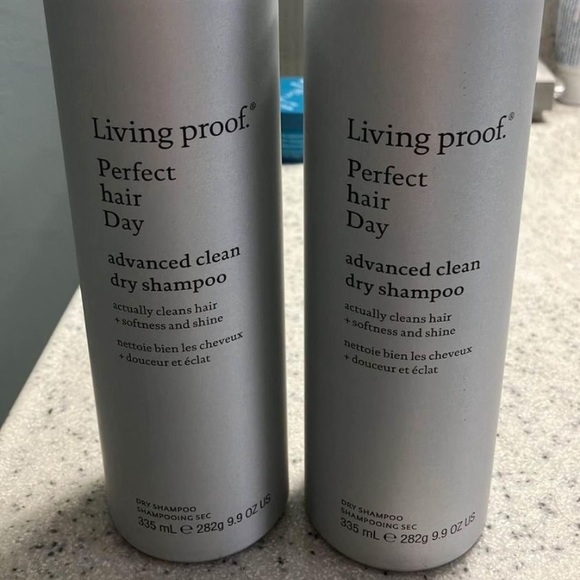 Living proof.®
Perfect
hair
Day
advanced clean
dry shampoo
actually cleans hair
+ softness and shine
nettoie bien les cheveux
+ douceur et éclat
DRY SHAMPOO
SHAMPOOING SEC
335 mL ℮ 282g 9.9 OZ US
Living proof.®
Perfect
hair
Day
advanced clean
dry shampoo
actually cleans hair
+ softness and shine
nettoie bien les cheveux
+ douceur et éclat
DRY SHAMPOO
SHAMPOOING SEC
335 mL ℮ 282g 9.9 OZ US